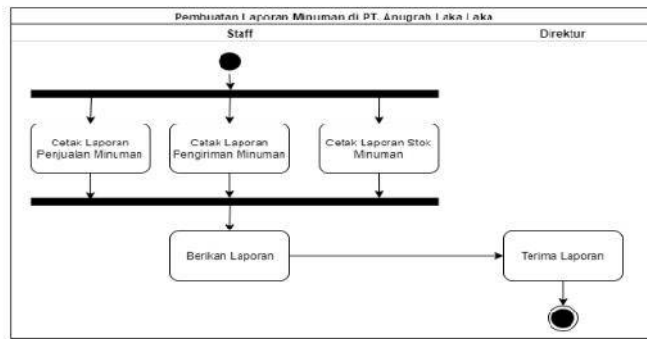 Pembuatan Laporan Minuman di PT. Anugrah Laka Laka
Staff
Direktur
Cetak Laporan
Penjualan Minuman
Cetak Laporan
Pengiriman Minuman
Cetak Laporan Stok
Minuman
Berikan Laporan
Terima Laporan